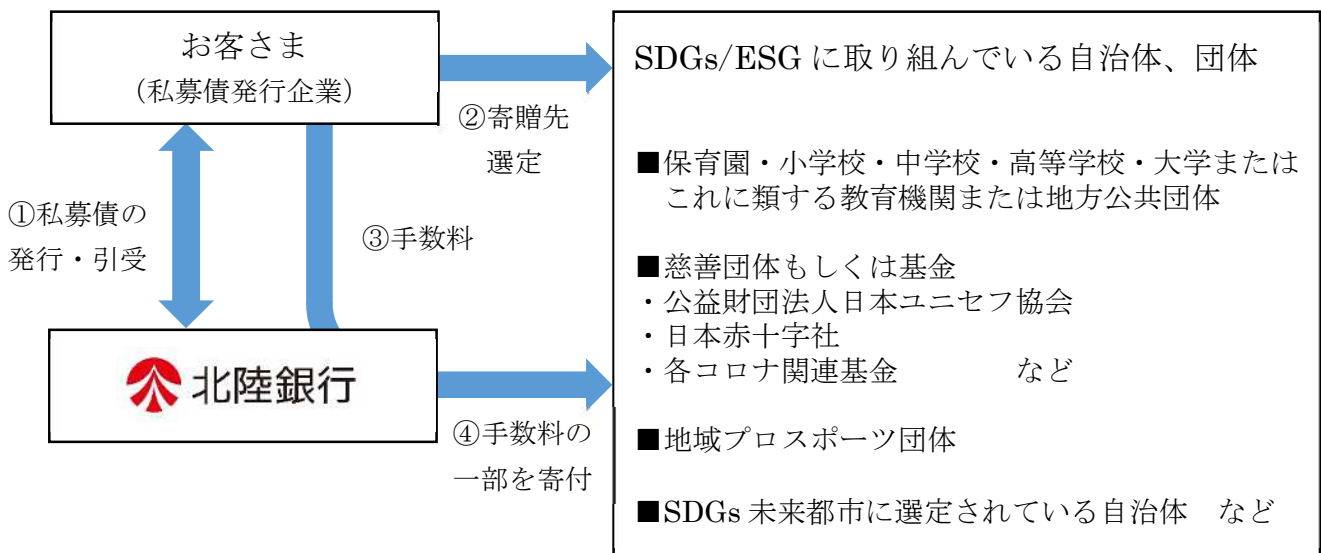 お客さま
(私募債発行企業)
①私募債の
発行・引受
②寄贈先
選定
③手数料
北陸銀行
④手数料の
一部を寄付
SDGs/ESG に取り組んでいる自治体、団体
■保育園・小学校・中学校・高等学校・大学または
これに類する教育機関または地方公共団体
■慈善団体もしくは基金
・公益財団法人日本ユニセフ協会
・日本赤十字社
・各コロナ関連基金 など
■地域プロスポーツ団体
■SDGs 未来都市に選定されている自治体 など